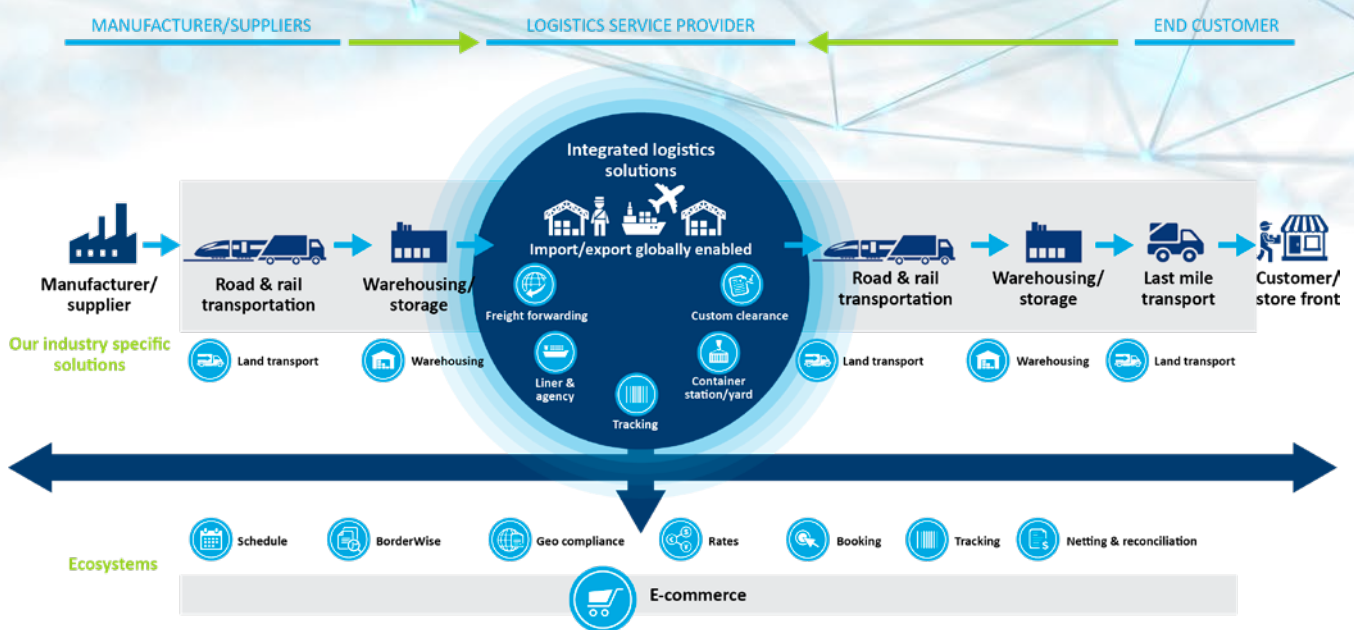 MANUFACTURER/SUPPLIERS
LOGISTICS SERVICE PROVIDER
END CUSTOMER
Integrated logistics
solutions
Import/export globally enabled
Manufacturer/
supplier
Road & rail
transportation
Warehousing/
storage
Freight forwarding
Custom clearance
Liner &
agency
Container
station/yard
Tracking
Road & rail
transportation
Warehousing/
storage
Last mile
transport
Customer/
store front
Our industry specific
solutions
Land transport
Warehousing
Land transport
Warehousing
Land transport
Ecosystems
Schedule
BorderWise
Geo compliance
Rates
Booking
Tracking
Netting & reconciliation
E-commerce